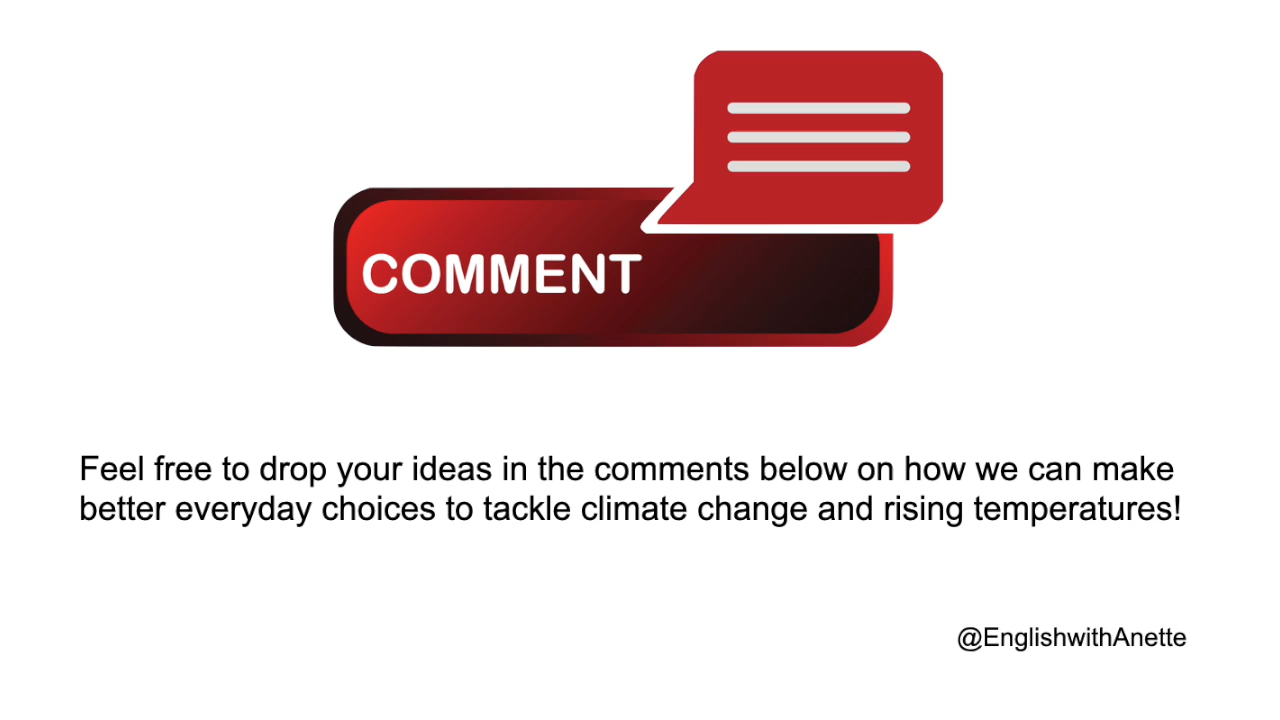 COMMENT
Feel free to drop your ideas in the comments below on how we can make
better everyday choices to tackle climate change and rising temperatures!
@EnglishwithAnette